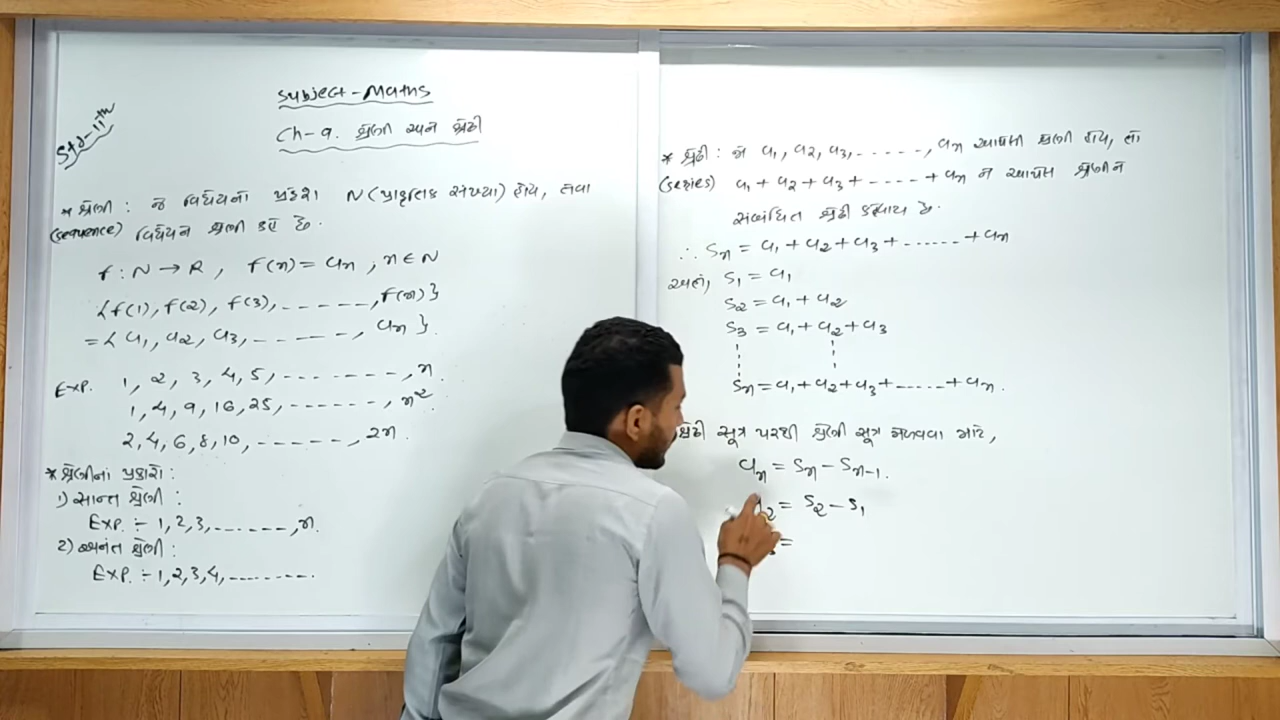 Std-11th
Subject-Maths
Ch-9. શ્રેણી અને શ્રેઢી
* શ્રેણી : જે વિધેયનો પ્રદેશ N (પ્રાકૃતિક સંખ્યા) હોય, તેવા
(sequence) વિધેયને શ્રેણી કહે છે.
f : N → R, f(n) = an, n ∈ N
{f(1), f(2), f(3), ......, f(n)}
= {a1, a2, a3, ......, an}.
Exp. 1, 2, 3, 4, 5, ........, n.
1, 4, 9, 16, 25, ......, n²
2, 4, 6, 8, 10, ......, 2n.
* શ્રેણીના પ્રકારો :
1) સાન્ત શ્રેણી :
Exp. :- 1, 2, 3, ......, n.
2) અનંત શ્રેણી :
Exp. :- 1, 2, 3, 4, ........
* શ્રેઢી : જો a1, a2, a3, ......, an આપેલી શ્રેણી હોય, તો
(series) a1 + a2 + a3 + ..... + an ને આપેલ શ્રેણીને
સંબંધિત શ્રેઢી કહેવાય છે.
∴ Sn = a1 + a2 + a3 + ...... + an
અહીં, S1 = a1
S2 = a1 + a2
S3 = a1 + a2 + a3
Sn = a1 + a2 + a3 + ..... + an.
શ્રેઢી સૂત્ર પરથી શ્રેણી સૂત્ર મેળવવા માટે,
an = Sn - Sn-1.
2 = S2 - S1
=